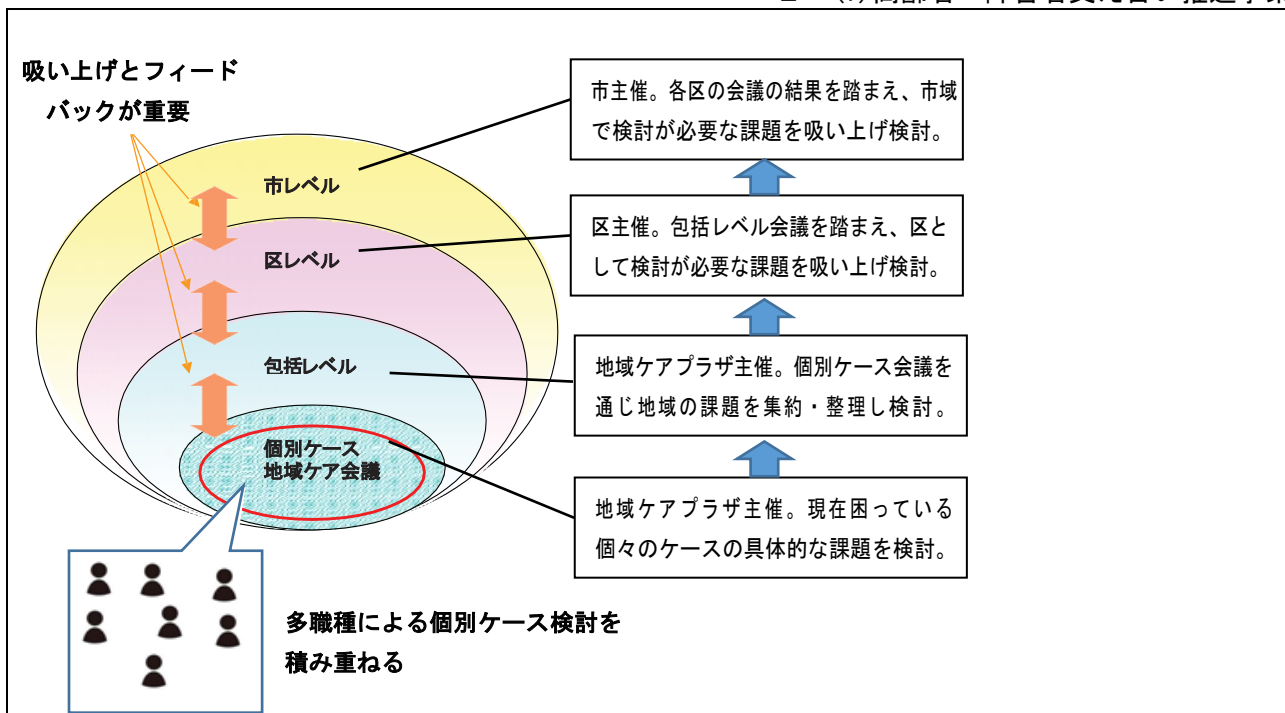 吸い上げとフィード
バックが重要
市レベル
区レベル
包括レベル
個別ケース
地域ケア会議
市主催。各区の会議の結果を踏まえ、市域
で検討が必要な課題を吸い上げ検討。
区主催。包括レベル会議を踏まえ、区と
して検討が必要な課題を吸い上げ検討。
地域ケアプラザ主催。個別ケース会議を
通じ地域の課題を集約・整理し検討。
地域ケアプラザ主催。現在困っている
個々のケースの具体的な課題を検討。
多職種による個別ケース検討を
積み重ねる